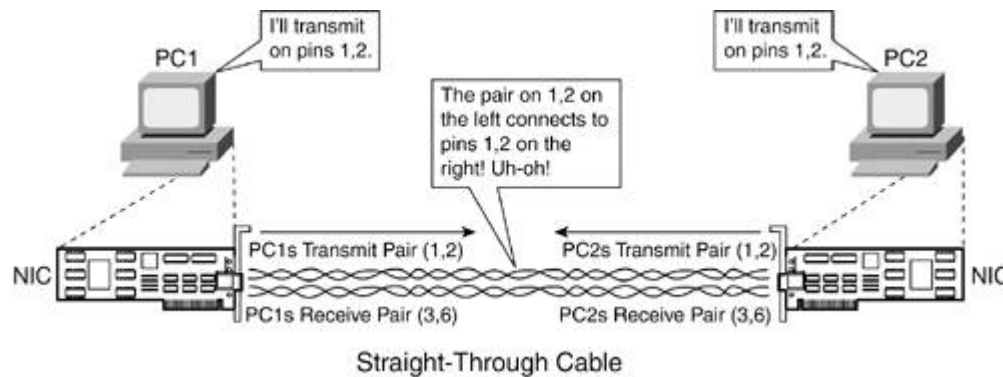 I'll transmit
on pins 1,2.
PC1
I'll transmit
on pins 1,2.
PC2
The pair on 1,2 on
the left connects to
pins 1,2 on the
right! Uh-oh!
PC1s Transmit Pair (1,2)
PC2s Transmit Pair (1,2)
NIC
NIC
PC1s Receive Pair (3,6)
PC2s Receive Pair (3,6)
Straight-Through Cable